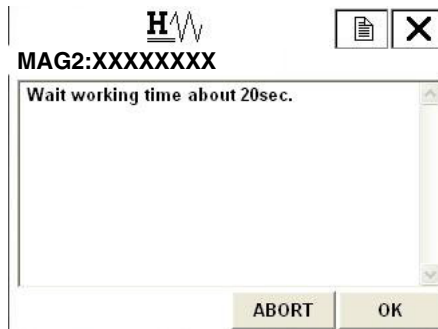 H
MAG2:XXXXXXXX
Wait working time about 20sec.
ABORT
OK